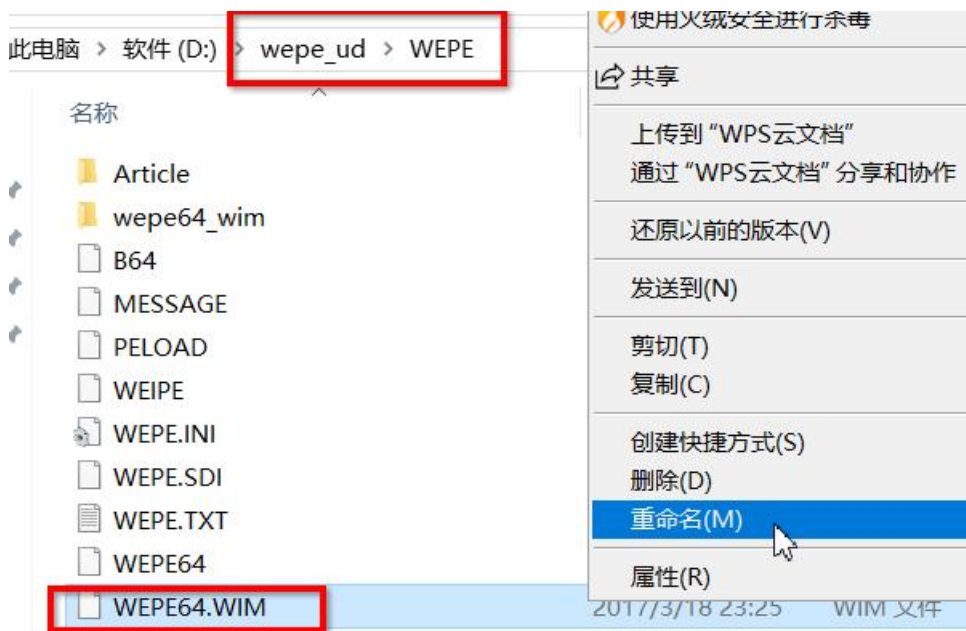 此电脑 > 软件 (D:) > wepe_ud > WEPE
名称
Article
wepe64_wim
B64
MESSAGE
PELOAD
WEIPE
WEPE.INI
WEPE.SDI
WEPE.TXT
WEPE64
WEPE64.WIM 2017/3/18 23:25 WIM 文件
使用火绒安全进行杀毒
共享
上传到 “WPS云文档”
通过 “WPS云文档” 分享和协作
还原以前的版本(V)
发送到(N)
剪切(T)
复制(C)
创建快捷方式(S)
删除(D)
重命名(M)
属性(R)